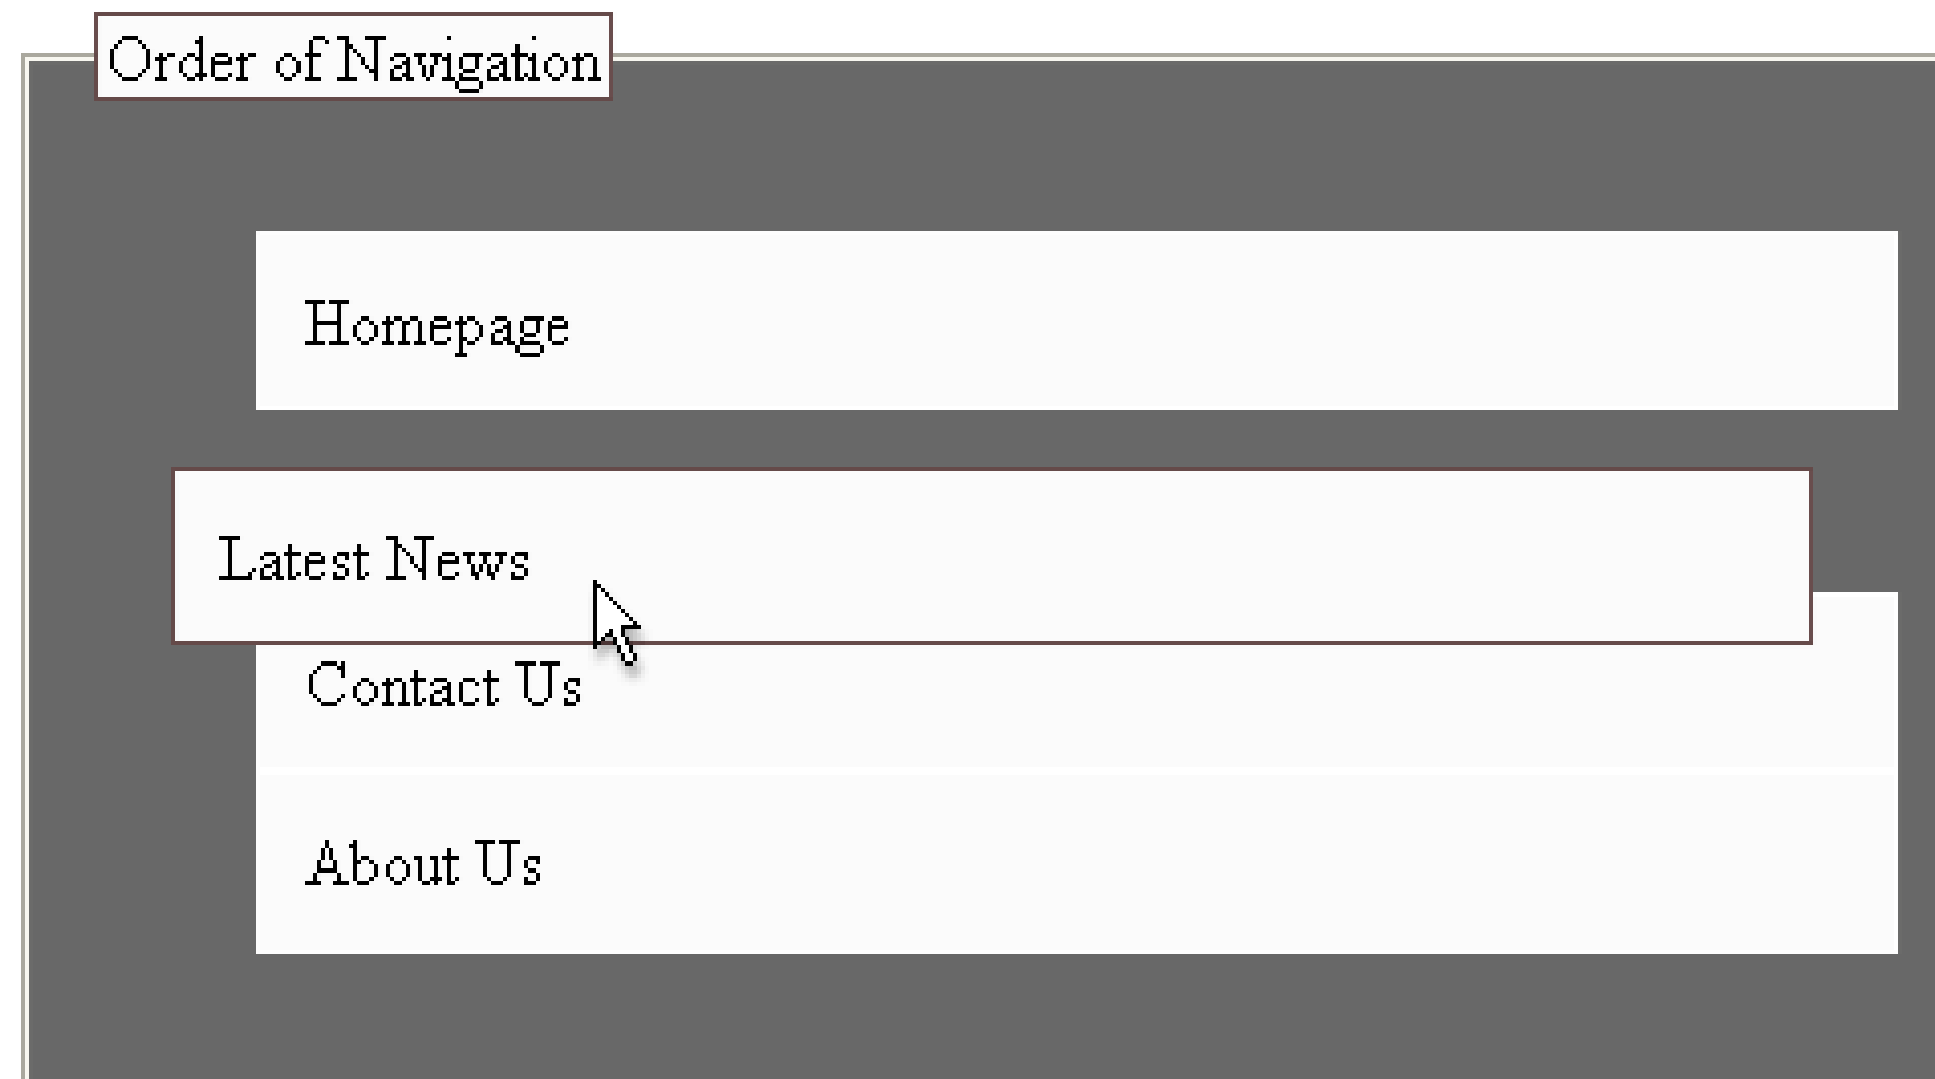 Order of Navigation
Homepage
Latest News
Contact Us
About Us